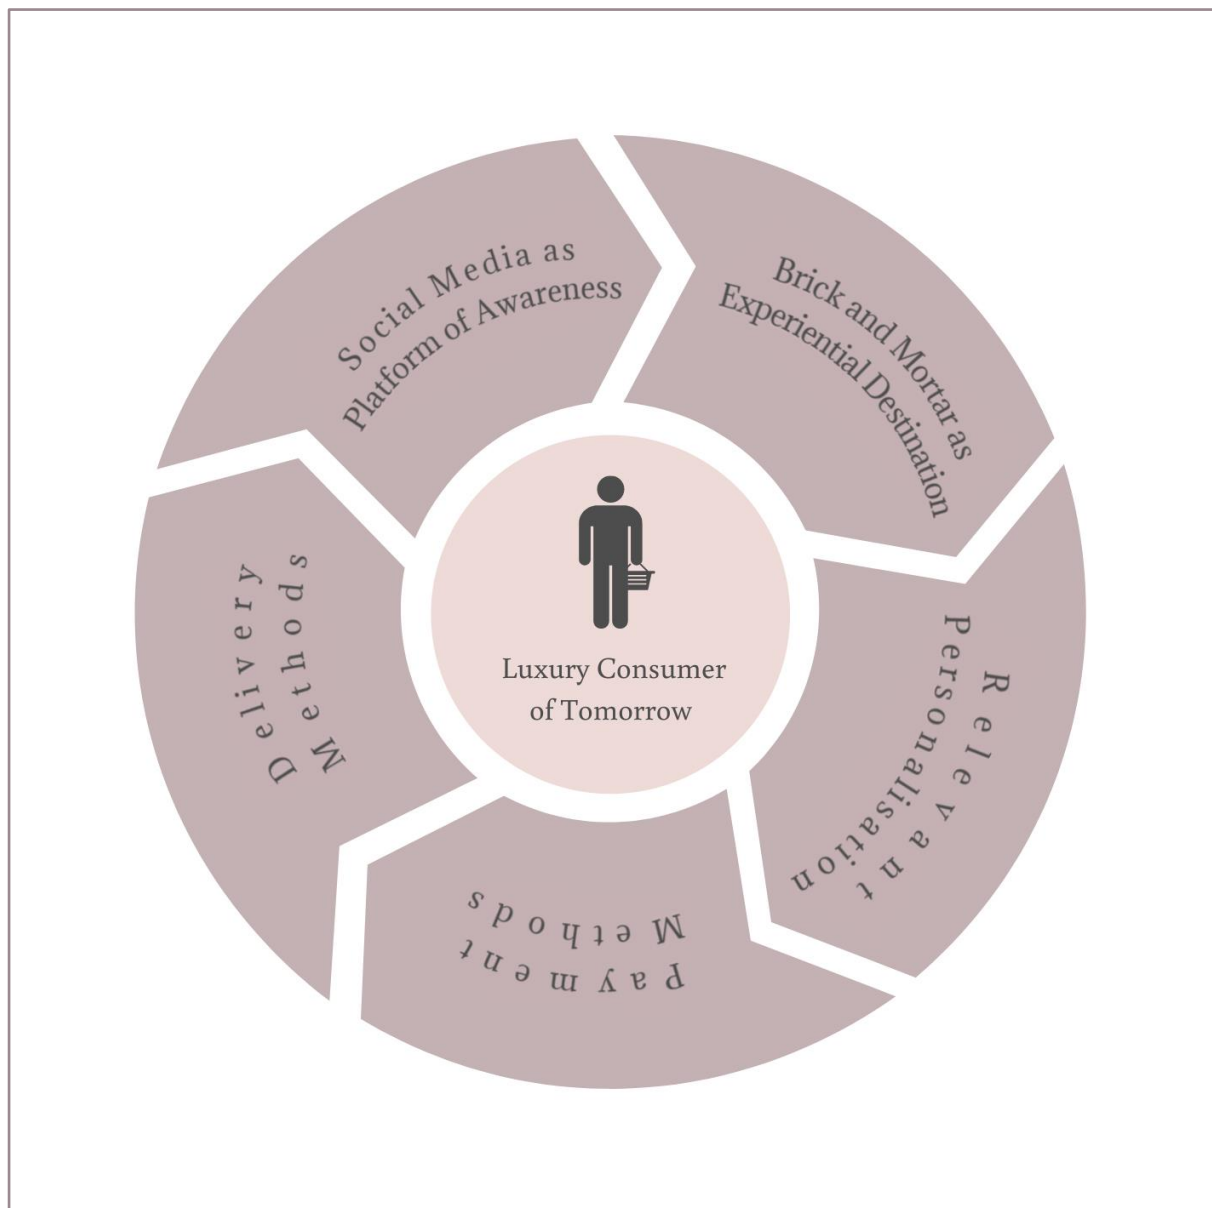 Social Media as
Platform of Awareness
Brick and Mortar as
Experiential Destination
Relevant
Personalisation
Payment
Methods
Delivery
Methods
Luxury Consumer
of Tomorrow